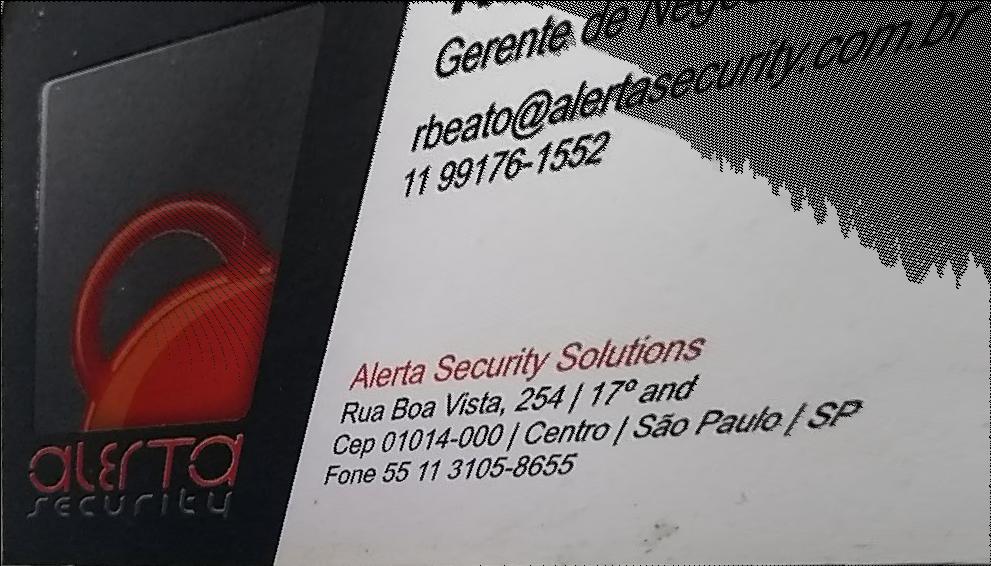 Gerente de
rbeato@alertasecurity.com.br
11 99176-1552
Alerta Security Solutions
Rua Boa Vista, 254 | 17º and
Cep 01014-000 | Centro | São Paulo | SP
Fone 55 11 3105-8655
alerta
security